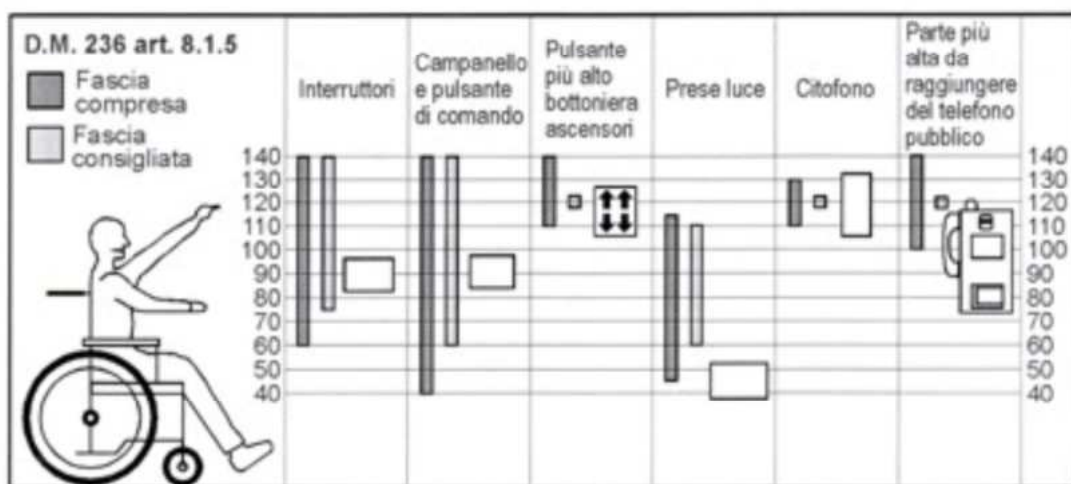 D.M. 236 art. 8.1.5
Fascia
compresa
Fascia
consigliata
Interruttori
Campanello
e pulsante
di comando
Pulsante
più alto
bottoniera
ascensori
Prese luce
Citofono
Parte più
alta da
raggiungere
del telefono
pubblico
140
130
120
110
100
90
80
70
60
50
40
140
130
120
110
100
90
80
70
60
50
40